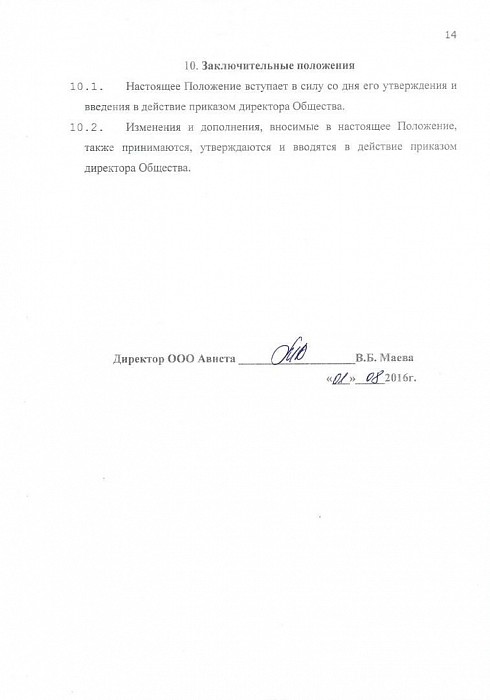 14
10. Заключительные положения
10.1. Настоящее Положение вступает в силу со дня его утверждения и
введения в действие приказом директора Общества.
10.2. Изменения и дополнения, вносимые в настоящее Положение,
также принимаются, утверждаются и вводятся в действие приказом
директора Общества.
Директор ООО Ависта ____________________В.Б. Маева
«01» 08 2016г.